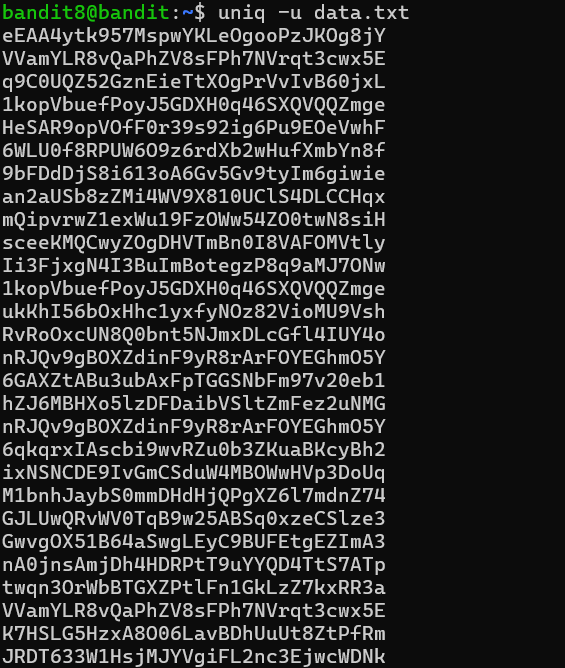 bandit8@bandit:~$ uniq -u data.txt
eEAA4ytk957MspwYKLeOgooPzJKOg8jY
VVamYLR8vQaPhZV8sFPh7NVrqt3cwx5E
q9C0UQZ52GznEieTtXOgPrVvIvB60jxL
1kopVbuefPoyJ5GDXH0q46SXQVQQZmge
HeSAR9opVOfF0r39s92ig6Pu9EOeVwhF
6WLU0f8RPUW6O9z6rdXb2wHufXmbYn8f
9bFDdDjS8i613oA6Gv5Gv9tyIm6giwie
an2aUSb8zZMi4WV9X810UClS4DLCCHqx
mQipvrwZ1exWu19FzOWw54ZO0twN8siH
sceeKMQCwyZOgDHVTmBn0I8VAFOMVtly
Ii3FjxgN4I3BuImBotegzP8q9aMJ7ONw
1kopVbuefPoyJ5GDXH0q46SXQVQQZmge
ukKhI56bOxHhc1yxfyNOz82VioMU9Vsh
RvRoOxcUN8Q0bnt5NJmxDLcGfl4IUY4o
nRJQv9gBOXZdinF9yR8rArFOYEGhmO5Y
6GAXZtABu3ubAxFpTGGSNbFm97v20eb1
hZJ6MBHXo5lzDFDaibVSltZmFez2uNMG
nRJQv9gBOXZdinF9yR8rArFOYEGhmO5Y
6qkqrxIAscbi9wvRZu0b3ZKuaBKcyBh2
ixNSNCDE9IvGmCSduW4MBOWwHVp3DoUq
M1bnhJaybS0mmDHdHjQPgXZ6l7mdnZ74
GJLUwQRvWV0TqB9w25ABSq0xzeCSlze3
GwvgOX51B64aSwgLEyC9BUFEtgEZImA3
nA0jnsAmjDh4HDRPtT9uYYQD4TtS7ATp
twqn3OrWbBTGXZPtlFn1GkLzZ7kxRR3a
VVamYLR8vQaPhZV8sFPh7NVrqt3cwx5E
K7HSLG5HzxA8O06LavBDhUuUt8ZtPfRm
JRDT633W1HsjMJYVgiFL2nc3EjwcWDNk